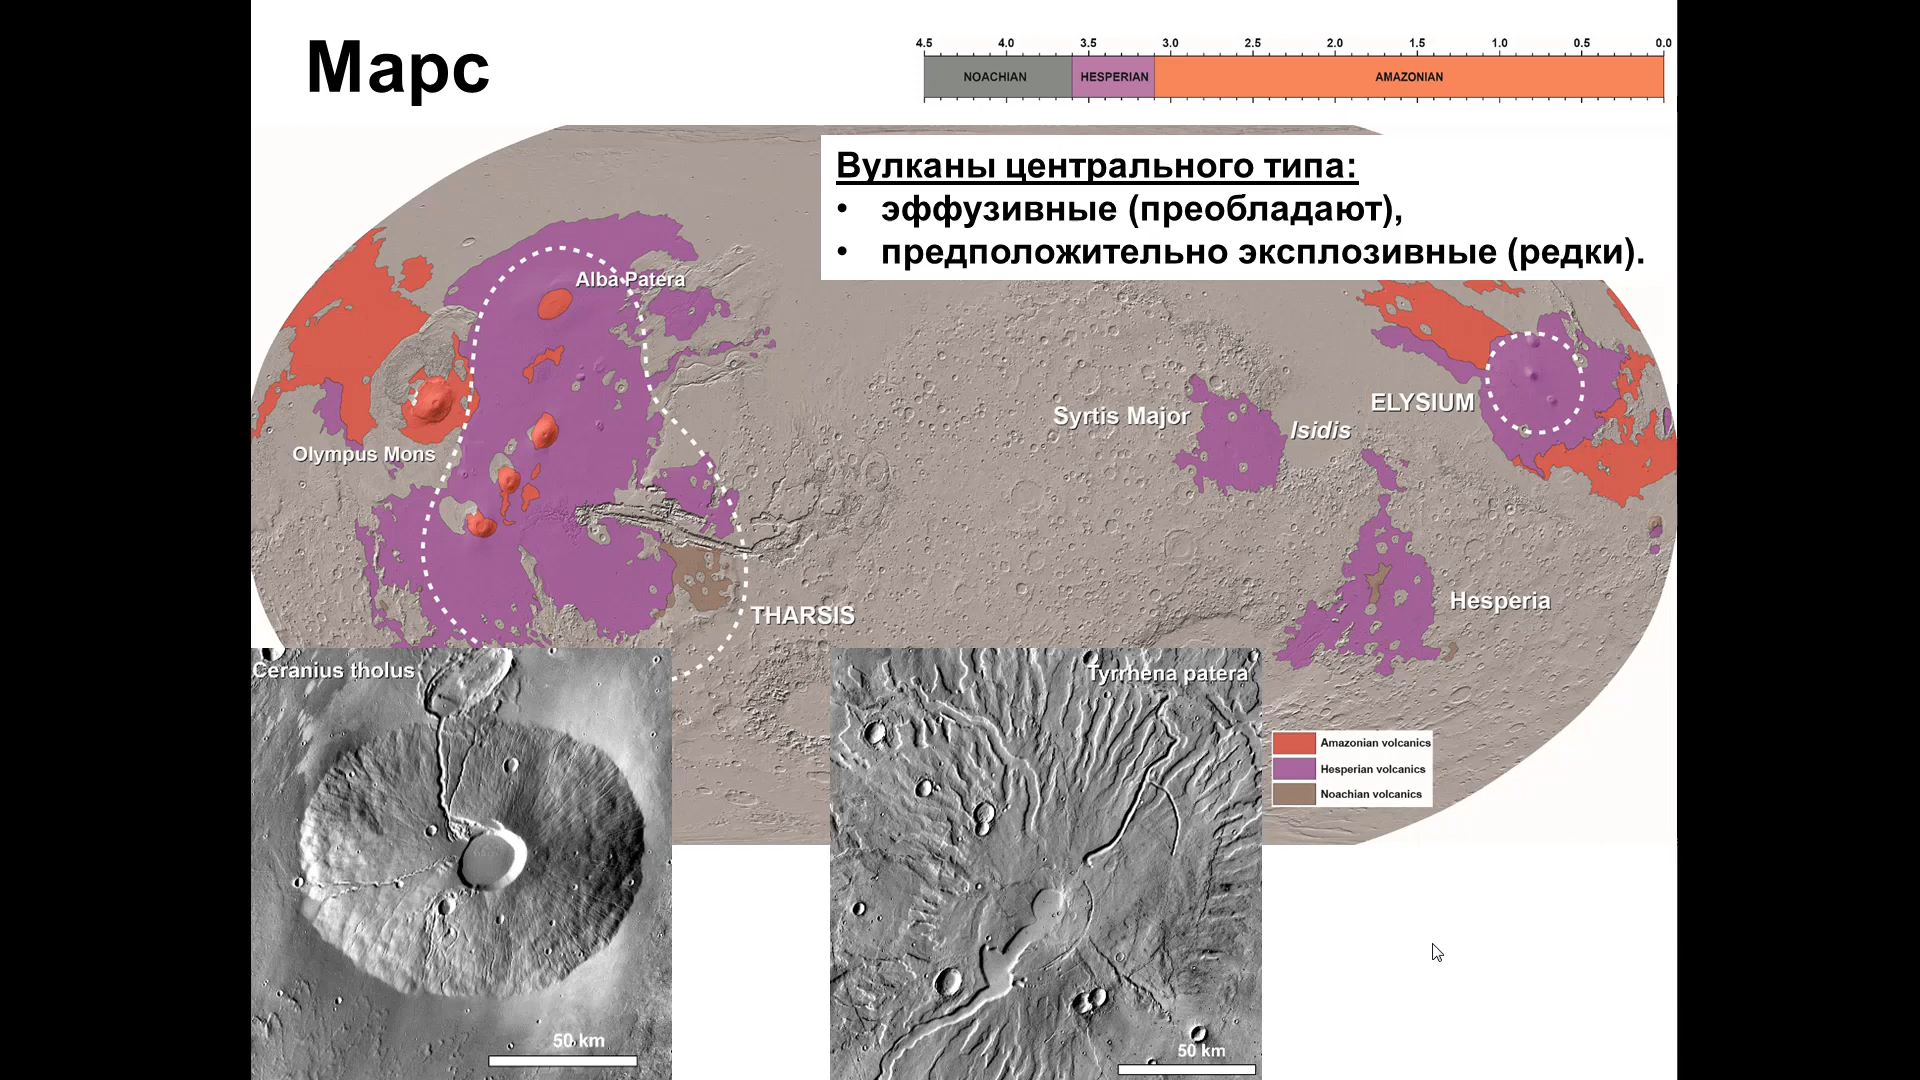 Марс
4.5 4.0 3.5 3.0 2.5 2.0 1.5 1.0 0.5 0.0
NOACHIAN HESPERIAN AMAZONIAN
Вулканы центрального типа:
• эффузивные (преобладают),
• предположительно эксплозивные (редки).
Alba Patera
Olympus Mons
THARSIS
Syrtis Major
Isidis
ELYSIUM
Hesperia
Ceranius tholus
50 km
Tyrrhena patera
50 km
Amazonian volcanics
Hesperian volcanics
Noachian volcanics